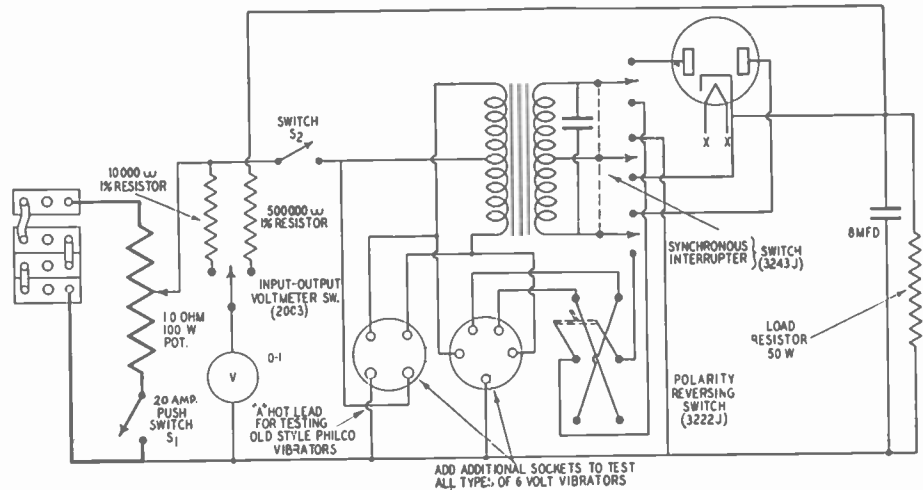 SWITCH
S2
10000 ω
1% RESISTOR
500000 ω
1% RESISTOR
INPUT-OUTPUT
VOLTMETER SW.
(2003)
10 OHM
100 W
POT.
0-1
V
20 AMP.
PUSH
SWITCH
S1
"A" HOT LEAD
FOR TESTING
OLD STYLE PHILCO
VIBRATORS
X X
SYNCHRONOUS
INTERRUPTER
SWITCH
(3243J)
8MFD
LOAD
RESISTOR
50 W
POLARITY
REVERSING
SWITCH
(3222J)
ADD ADDITIONAL SOCKETS TO TEST
ALL TYPES OF 6 VOLT VIBRATORS